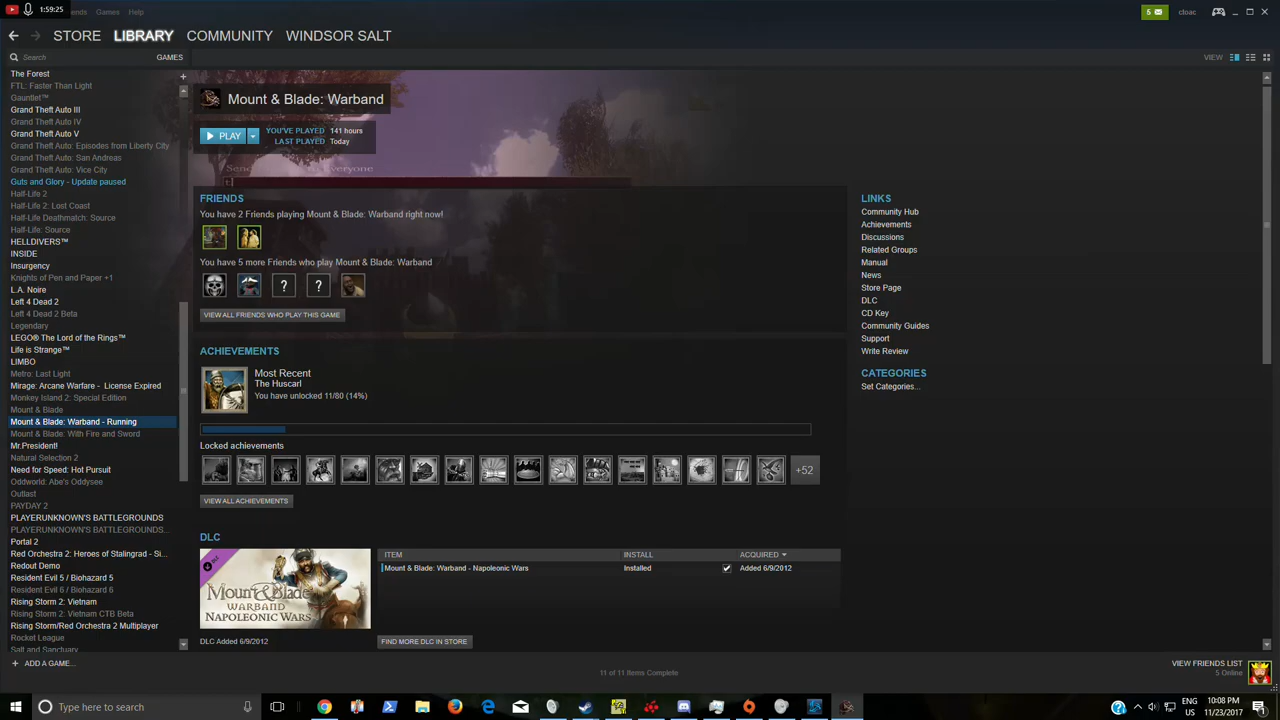 1:59:25
ends Games Help
5
cloac
STORE LIBRARY COMMUNITY WINDSOR SALT
Search
GAMES
VIEW
The Forest
FTL: Faster Than Light
Gauntlet™
Grand Theft Auto III
Grand Theft Auto IV
Grand Theft Auto V
Grand Theft Auto: Episodes from Liberty City
Grand Theft Auto: San Andreas
Grand Theft Auto: Vice City
Guts and Glory - Update paused
Half-Life 2
Half-Life 2: Lost Coast
Half-Life Deathmatch: Source
Half-Life: Source
HELLDIVERS™
INSIDE
Insurgency
Knights of Pen and Paper +1
L.A. Noire
Left 4 Dead 2
Left 4 Dead 2 Beta
Legendary
LEGO® The Lord of the Rings™
Life is Strange™
LIMBO
Metro: Last Light
Mirage: Arcane Warfare - License Expired
Monkey Island 2: Special Edition
Mount & Blade
Mount & Blade: Warband - Running
Mount & Blade: With Fire and Sword
Mr.President!
Natural Selection 2
Need for Speed: Hot Pursuit
Oddworld: Abe's Oddysee
Outlast
PAYDAY 2
PLAYERUNKNOWN'S BATTLEGROUNDS
PLAYERUNKNOWN'S BATTLEGROUNDS...
Portal 2
Red Orchestra 2: Heroes of Stalingrad - Si...
Redout Demo
Resident Evil 5 / Biohazard 5
Resident Evil 6 / Biohazard 6
Rising Storm 2: Vietnam
Rising Storm 2: Vietnam CTB Beta
Rising Storm/Red Orchestra 2 Multiplayer
Rocket League
Salt and Sanctuary
+ ADD A GAME...
Mount & Blade: Warband
PLAY
YOU'VE PLAYED 141 hours
LAST PLAYED Today
FRIENDS
You have 2 Friends playing Mount & Blade: Warband right now!
You have 5 more Friends who play Mount & Blade: Warband
? ?
VIEW ALL FRIENDS WHO PLAY THIS GAME
ACHIEVEMENTS
Most Recent
The Huscarl
You have unlocked 11/80 (14%)
Locked achievements
+52
VIEW ALL ACHIEVEMENTS
DLC
DLC
Mount & Blade
WARBAND
NAPOLEONIC WARS
ITEM INSTALL ACQUIRED
Mount & Blade: Warband - Napoleonic Wars Installed Added 6/9/2012
DLC Added 6/9/2012
FIND MORE DLC IN STORE
LINKS
Community Hub
Achievements
Discussions
Related Groups
Manual
News
Store Page
DLC
CD Key
Community Guides
Support
Write Review
CATEGORIES
Set Categories...
11 of 11 Items Complete
VIEW FRIENDS LIST
5 Online
Type here to search
ENG
US
10:08 PM
11/23/2017
1